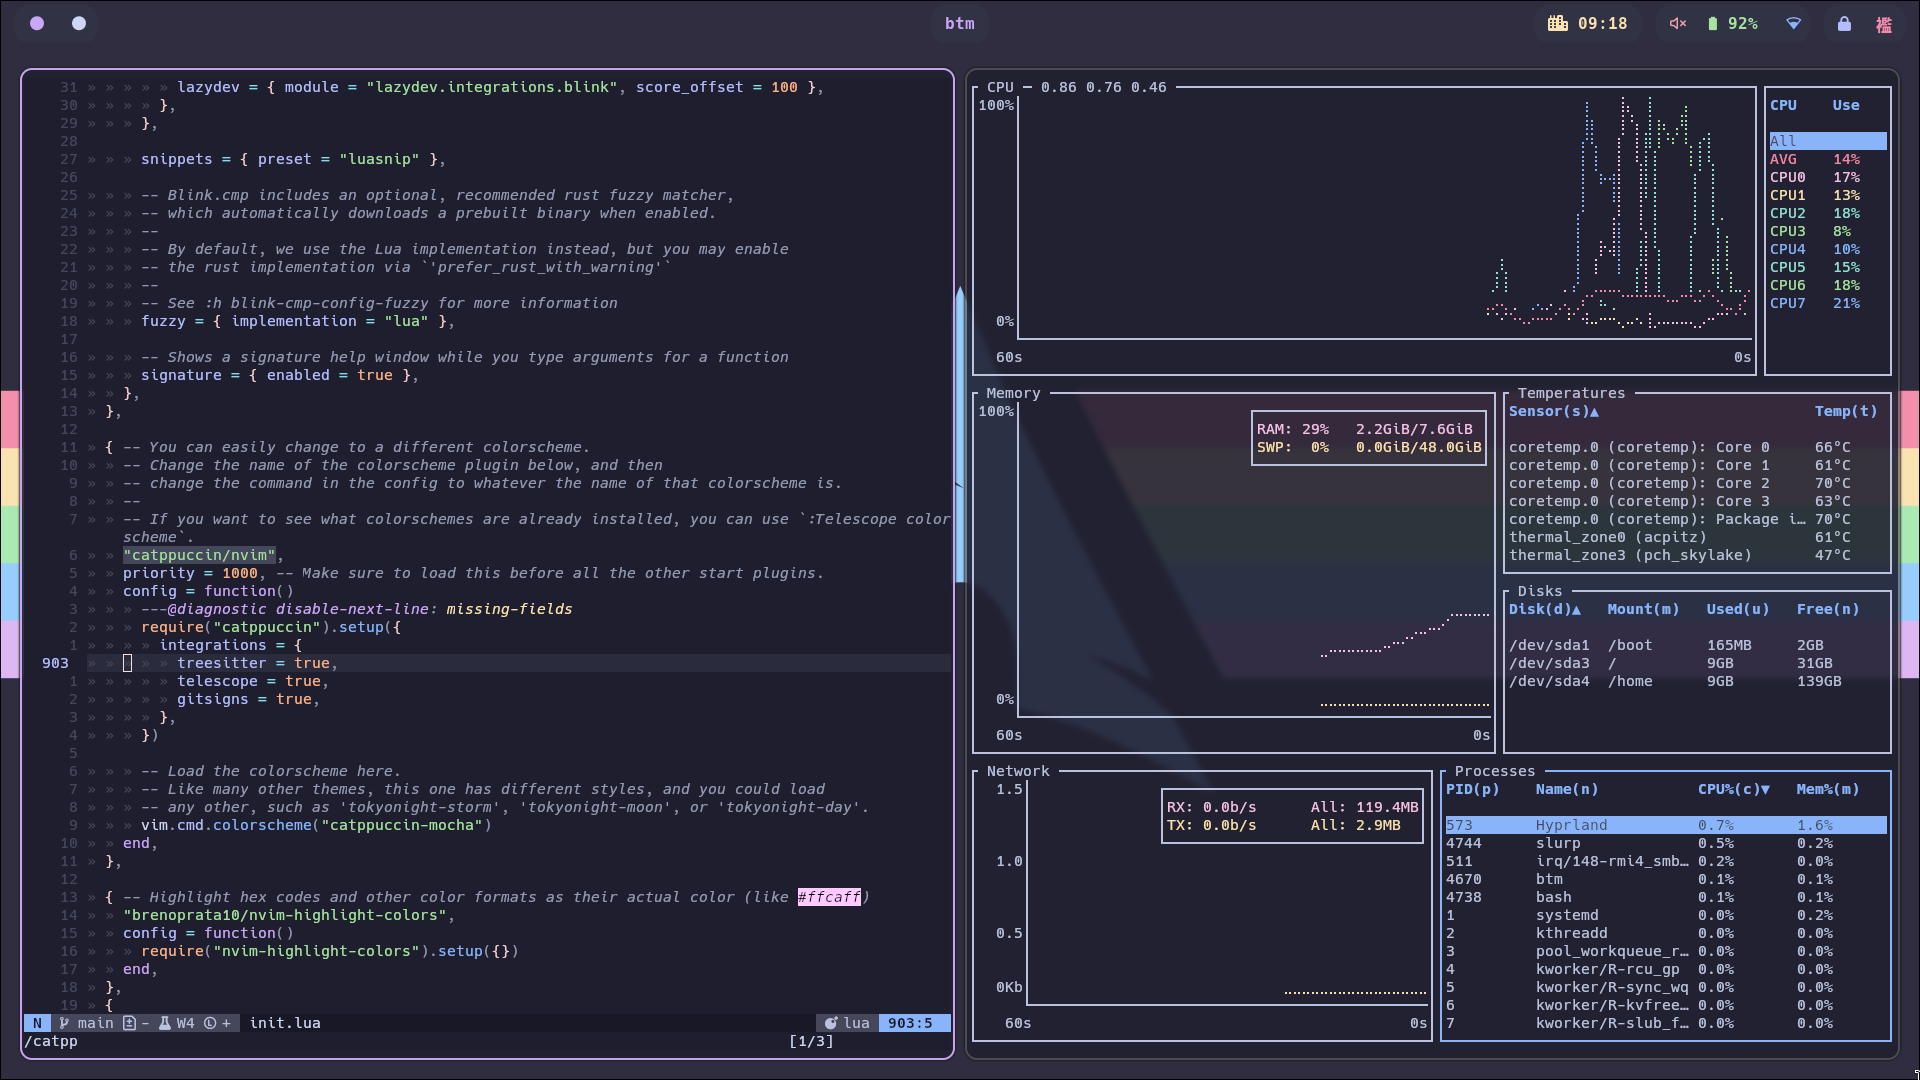 btm
09:18
92%
襤
31 » » » » » lazydev = { module = "lazydev.integrations.blink", score_offset = 100 },
30 » » » » },
29 » » » },
28
27 » » » snippets = { preset = "luasnip" },
26
25 » » » -- Blink.cmp includes an optional, recommended rust fuzzy matcher,
24 » » » -- which automatically downloads a prebuilt binary when enabled.
23 » » » --
22 » » » -- By default, we use the Lua implementation instead, but you may enable
21 » » » -- the rust implementation via `'prefer_rust_with_warning'`
20 » » » --
19 » » » -- See :h blink-cmp-config-fuzzy for more information
18 » » » fuzzy = { implementation = "lua" },
17
16 » » » -- Shows a signature help window while you type arguments for a function
15 » » » signature = { enabled = true },
14 » » },
13 » },
12
11 » { -- You can easily change to a different colorscheme.
10 » » -- Change the name of the colorscheme plugin below, and then
9 » » -- change the command in the config to whatever the name of that colorscheme is.
8 » » --
7 » » -- If you want to see what colorschemes are already installed, you can use `:Telescope color
scheme`.
6 » » "catppuccin/nvim",
5 » » priority = 1000, -- Make sure to load this before all the other start plugins.
4 » » config = function()
3 » » » ---@diagnostic disable-next-line: missing-fields
2 » » » require("catppuccin").setup({
1 » » » » integrations = {
903 » » » » » treesitter = true,
1 » » » » » telescope = true,
2 » » » » » gitsigns = true,
3 » » » » },
4 » » » })
5
6 » » » -- Load the colorscheme here.
7 » » » -- Like many other themes, this one has different styles, and you could load
8 » » » -- any other, such as 'tokyonight-storm', 'tokyonight-moon', or 'tokyonight-day'.
9 » » » vim.cmd.colorscheme("catppuccin-mocha")
10 » » end,
11 » },
12
13 » { -- Highlight hex codes and other color formats as their actual color (like #ffcaff)
14 » » "brenoprata10/nvim-highlight-colors",
15 » » config = function()
16 » » » require("nvim-highlight-colors").setup({})
17 » » end,
18 » },
19 » {
N main - W4 + init.lua lua 903:5
/catpp [1/3]
CPU — 0.86 0.76 0.46
100%
0%
60s 0s
CPU Use
All
AVG 14%
CPU0 17%
CPU1 13%
CPU2 18%
CPU3 8%
CPU4 10%
CPU5 15%
CPU6 18%
CPU7 21%
Memory
100%
RAM: 29% 2.2GiB/7.6GiB
SWP: 0% 0.0GiB/48.0GiB
0%
60s 0s
Temperatures
Sensor(s)▲ Temp(t)
coretemp.0 (coretemp): Core 0 66°C
coretemp.0 (coretemp): Core 1 61°C
coretemp.0 (coretemp): Core 2 70°C
coretemp.0 (coretemp): Core 3 63°C
coretemp.0 (coretemp): Package i… 70°C
thermal_zone0 (acpitz) 61°C
thermal_zone3 (pch_skylake) 47°C
Disks
Disk(d)▲ Mount(m) Used(u) Free(n)
/dev/sda1 /boot 165MB 2GB
/dev/sda3 / 9GB 31GB
/dev/sda4 /home 9GB 139GB
Network
1.5
RX: 0.0b/s All: 119.4MB
TX: 0.0b/s All: 2.9MB
1.0
0.5
0Kb
60s 0s
Processes
PID(p) Name(n) CPU%(c)▼ Mem%(m)
573 Hyprland 0.7% 1.6%
4744 slurp 0.5% 0.2%
511 irq/148-rmi4_smb… 0.2% 0.0%
4670 btm 0.1% 0.1%
4738 bash 0.1% 0.1%
1 systemd 0.0% 0.2%
2 kthreadd 0.0% 0.0%
3 pool_workqueue_r… 0.0% 0.0%
4 kworker/R-rcu_gp 0.0% 0.0%
5 kworker/R-sync_wq 0.0% 0.0%
6 kworker/R-kvfree… 0.0% 0.0%
7 kworker/R-slub_f… 0.0% 0.0%